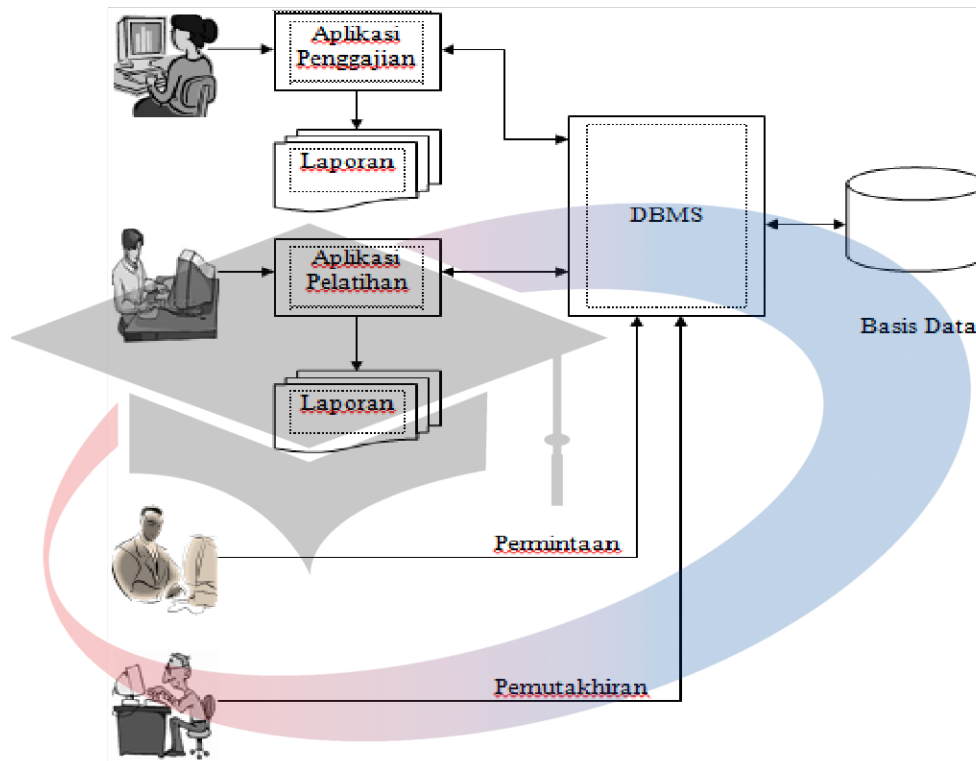 Aplikasi
Penggajian
Laporan
DBMS
Aplikasi
Pelatihan
Basis Data
Laporan
Permintaan
Pemutakhiran